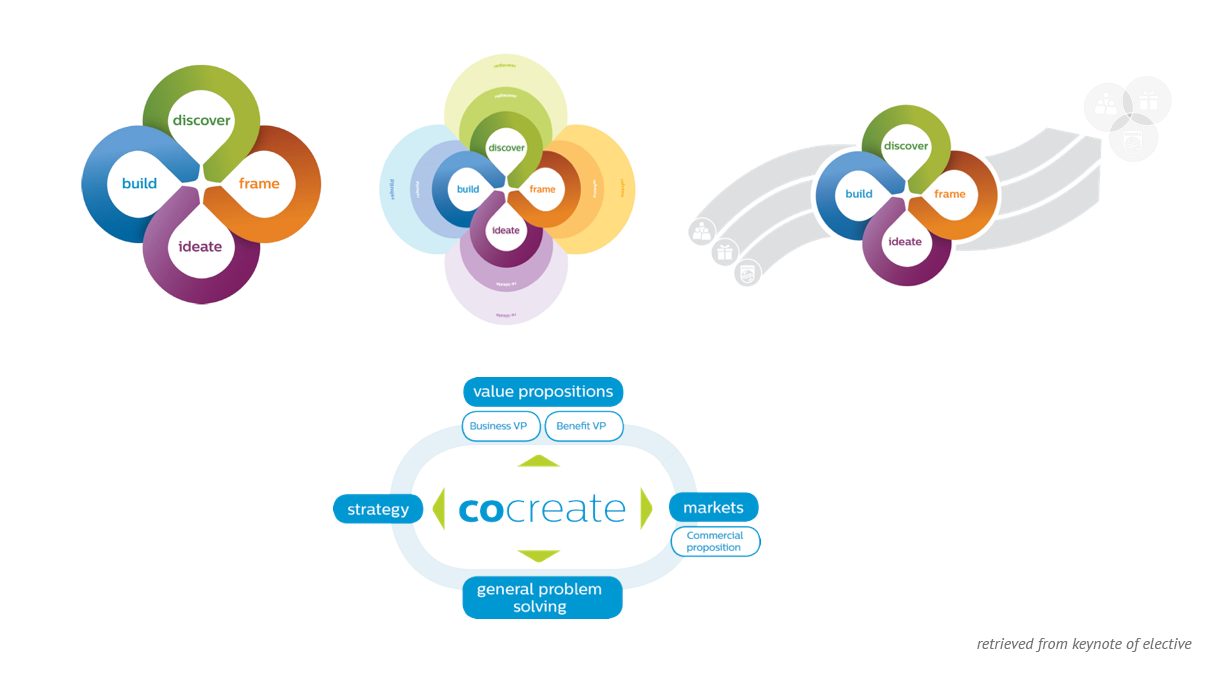 discover
build
frame
ideate
discover
build
frame
ideate
discover
build
frame
ideate
value propositions
Business VP
Benefit VP
strategy
cocreate
markets
Commercial
proposition
general problem
solving
retrieved from keynote of elective